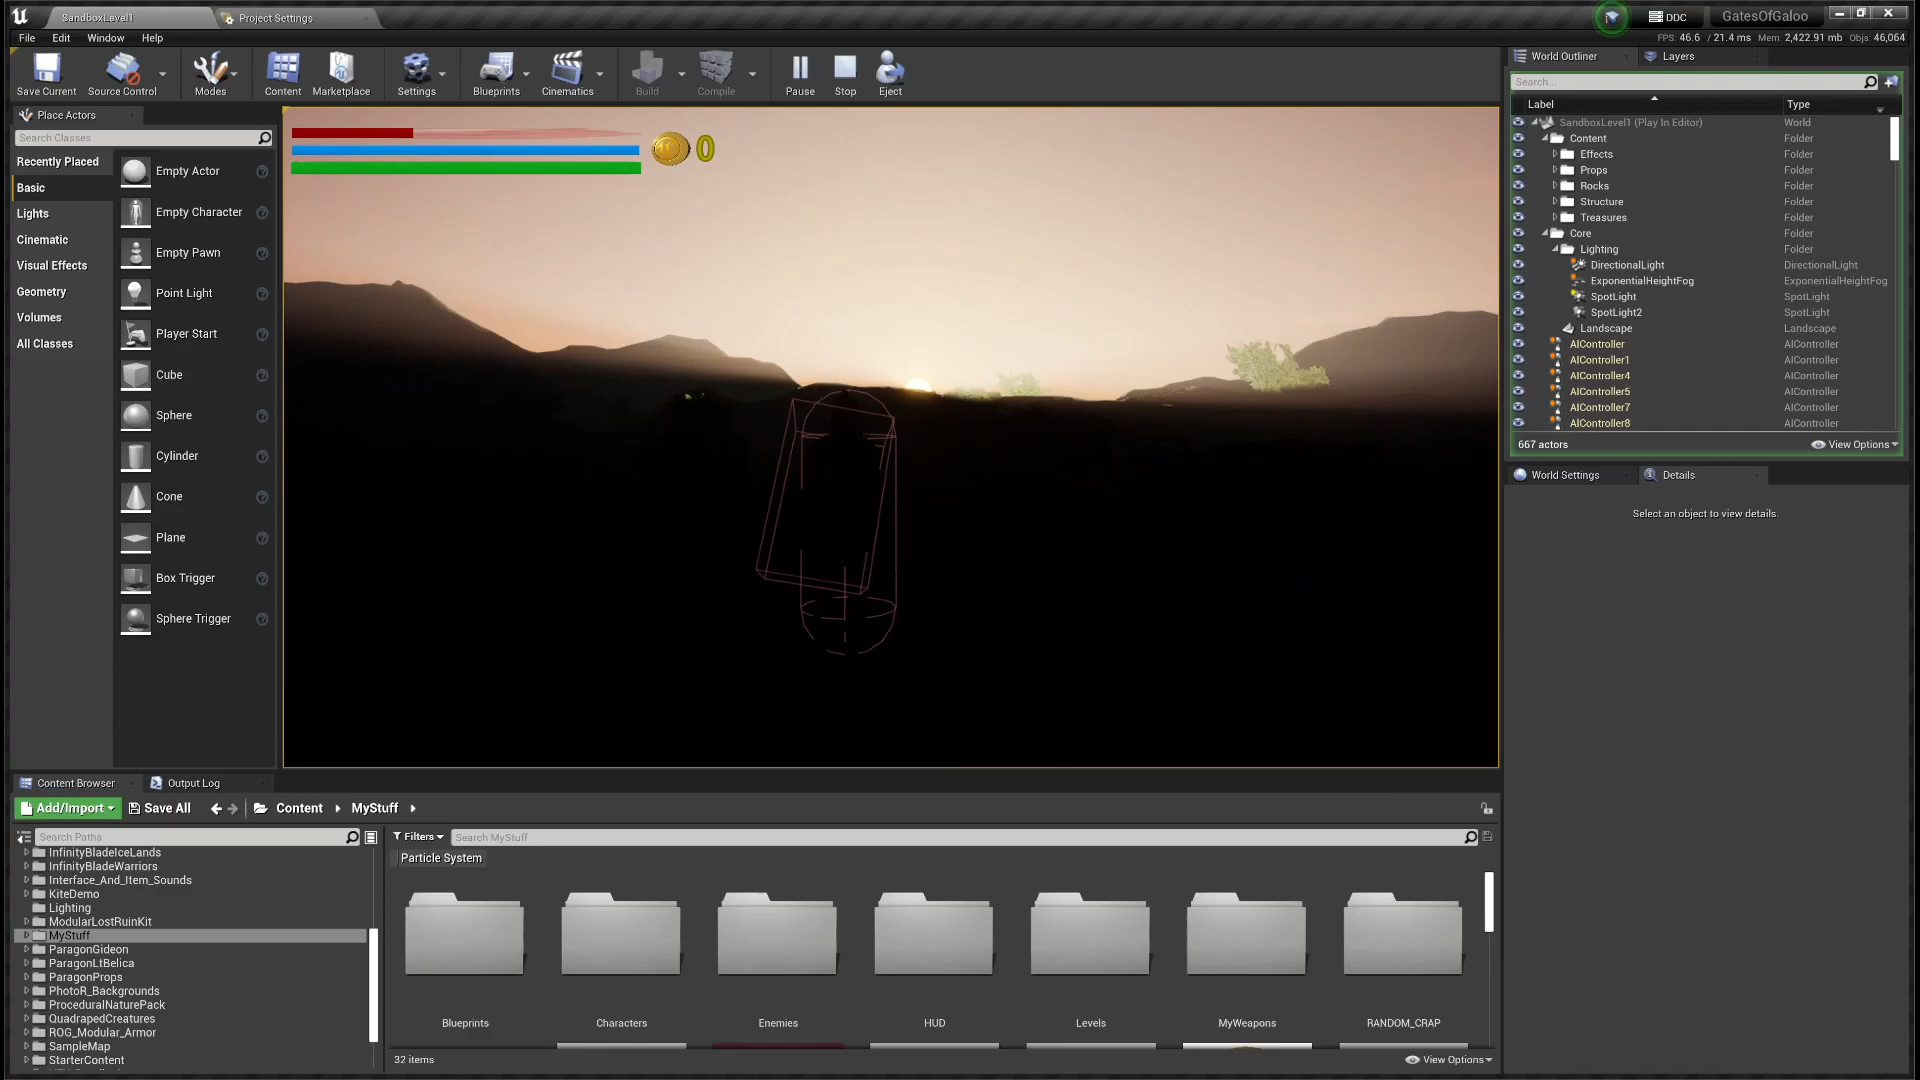 SandboxLevel1
Project Settings
DDC
GatesOfGaloo
File
Edit
Window
Help
FPS: 46.6 / 21.4 ms Mem: 2,422.91 mb Objs: 46,064
Save Current
Source Control
Modes
Content
Marketplace
Settings
Blueprints
Cinematics
Build
Compile
Pause
Stop
Eject
World Outliner
Layers
Search...
Label
Type
SandboxLevel1 (Play In Editor)
World
Content
Folder
Effects
Folder
Props
Folder
Rocks
Folder
Structure
Folder
Treasures
Folder
Core
Folder
Lighting
Folder
DirectionalLight
DirectionalLight
ExponentialHeightFog
ExponentialHeightFog
SpotLight
SpotLight
SpotLight2
SpotLight
Landscape
Landscape
AIController
AIController
AIController1
AIController
AIController4
AIController
AIController5
AIController
AIController7
AIController
AIController8
AIController
667 actors
View Options
World Settings
Details
Select an object to view details.
Place Actors
Search Classes
Recently Placed
Basic
Lights
Cinematic
Visual Effects
Geometry
Volumes
All Classes
Empty Actor
Empty Character
Empty Pawn
Point Light
Player Start
Cube
Sphere
Cylinder
Cone
Plane
Box Trigger
Sphere Trigger
0
Content Browser
Output Log
Add/Import
Save All
Content
MyStuff
Search Paths
InfinityBladeIceLands
InfinityBladeWarriors
Interface_And_Item_Sounds
KiteDemo
Lighting
ModularLostRuinKit
MyStuff
ParagonGideon
ParagonLtBelica
ParagonProps
PhotoR_Backgrounds
ProceduralNaturePack
QuadrapedCreatures
ROG_Modular_Armor
SampleMap
StarterContent
Filters
Search MyStuff
Particle System
Blueprints
Characters
Enemies
HUD
Levels
MyWeapons
RANDOM_CRAP
32 items
View Options